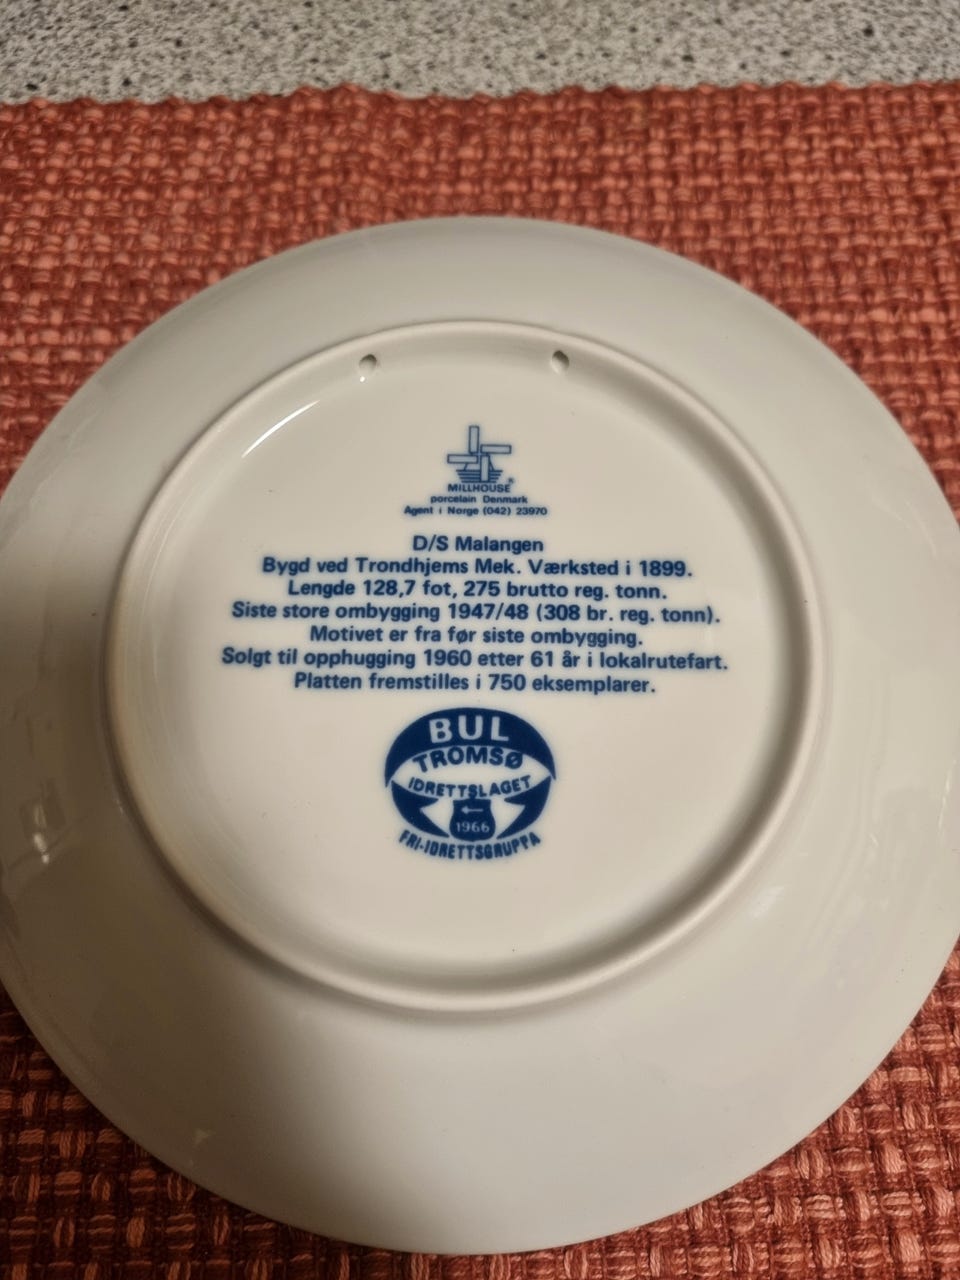 MILLHOUSE®
porcelain Denmark
Agent i Norge (042) 23970
D/S Malangen
Bygd ved Trondhjems Mek. Værksted i 1899.
Lengde 128,7 fot, 275 brutto reg. tonn.
Siste store ombygging 1947/48 (308 br. reg. tonn).
Motivet er fra før siste ombygging.
Solgt til opphugging 1960 etter 61 år i lokalrutefart.
Platten fremstilles i 750 eksemplarer.
BUL
TROMSØ
IDRETTSLAGET
1966
FRI-IDRETTSGRUPPA